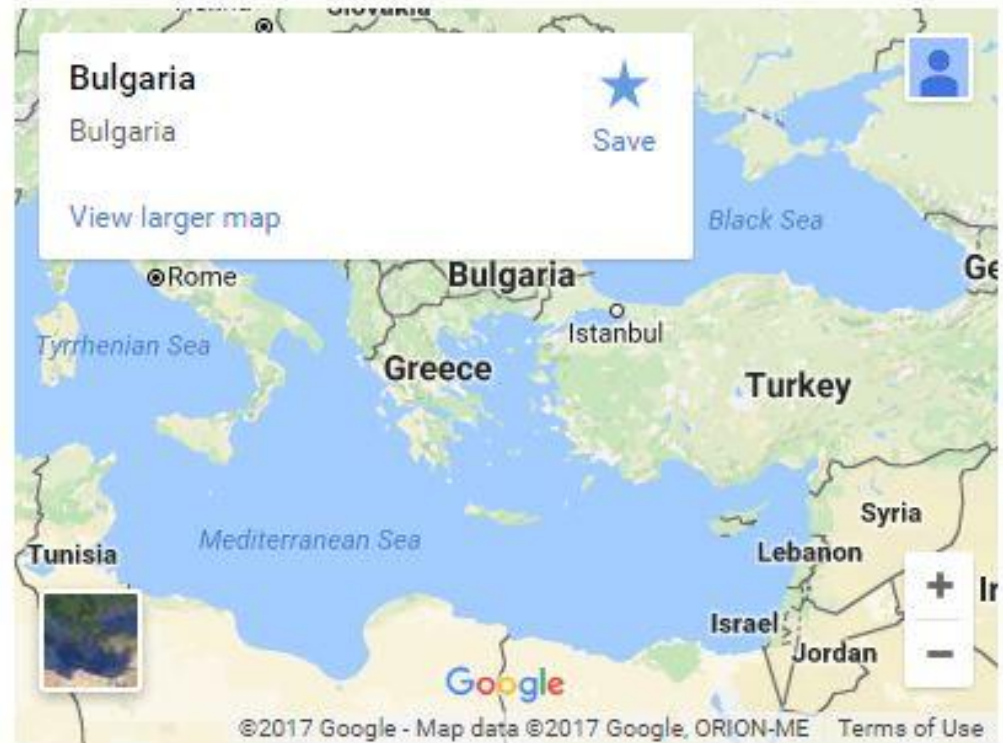 Slovakia
Bulgaria
Bulgaria
Save
View larger map
Black Sea
Rome
Bulgaria
Ge
Istanbul
Tyrrhenian Sea
Greece
Turkey
Syria
Mediterranean Sea
Tunisia
Lebanon
+
Ir
Israel
Jordan
−
Google
©2017 Google - Map data ©2017 Google, ORION-ME Terms of Use